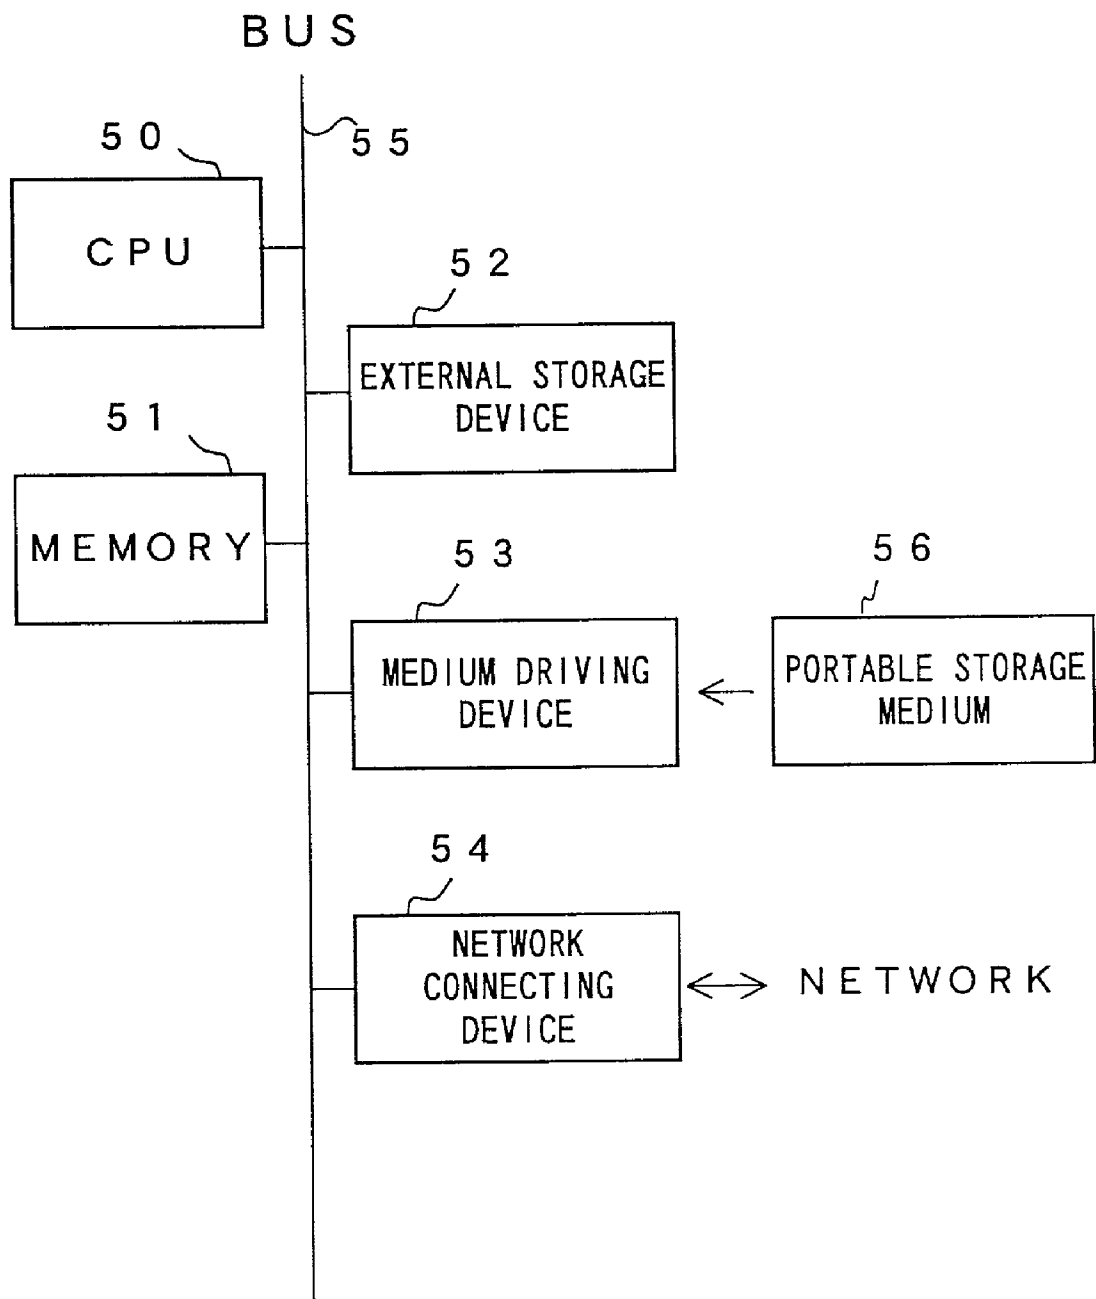 BUS
55
50
CPU
52
EXTERNAL STORAGE
DEVICE
51
MEMORY
53
MEDIUM DRIVING
DEVICE
56
PORTABLE STORAGE
MEDIUM
54
NETWORK
CONNECTING
DEVICE
NETWORK